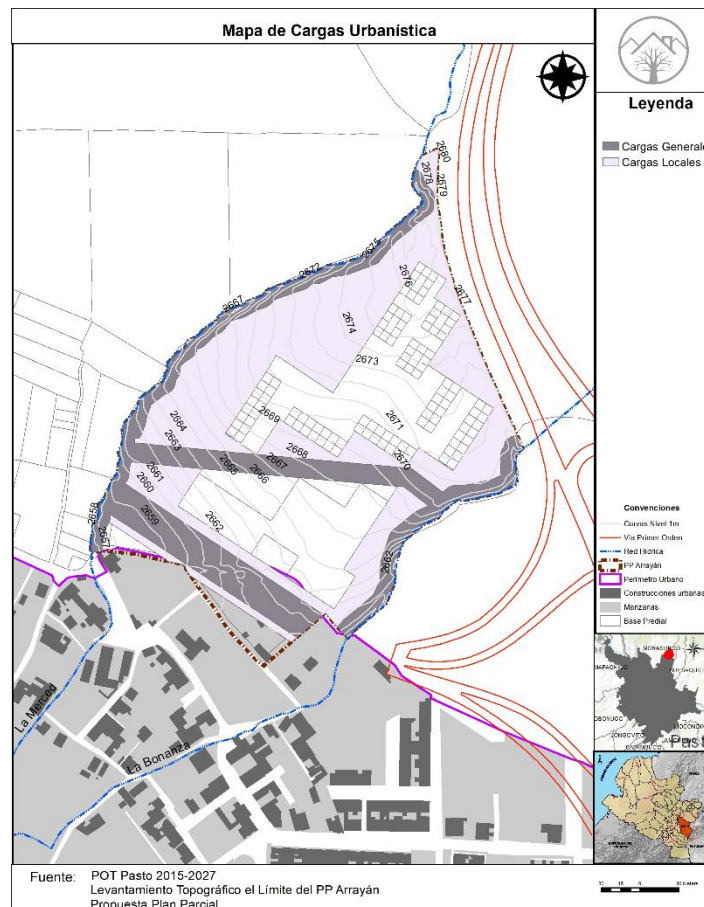 Mapa de Cargas Urbanística
Leyenda
Cargas Generale
Cargas Locales
2680
2678
2679
2675
2672
2667
2677
2676
2674
2673
2671
2669
2670
2668
2667
2666
2665
2664
2663
2661
2660
2659
2662
2658
2657
2662
La Merced
La Bonanza
Convenciones
Curvas Nivel 1m
Vía Primer Orden
Red Hídrica
PP Arrayán
Perímetro Urbano
Construcciones urbanas
Manzanas
Base Predial
Past
Fuente: POT Pasto 2015-2027
Levantamiento Topográfico el Límite del PP Arrayán
Propuesta Plan Parcial